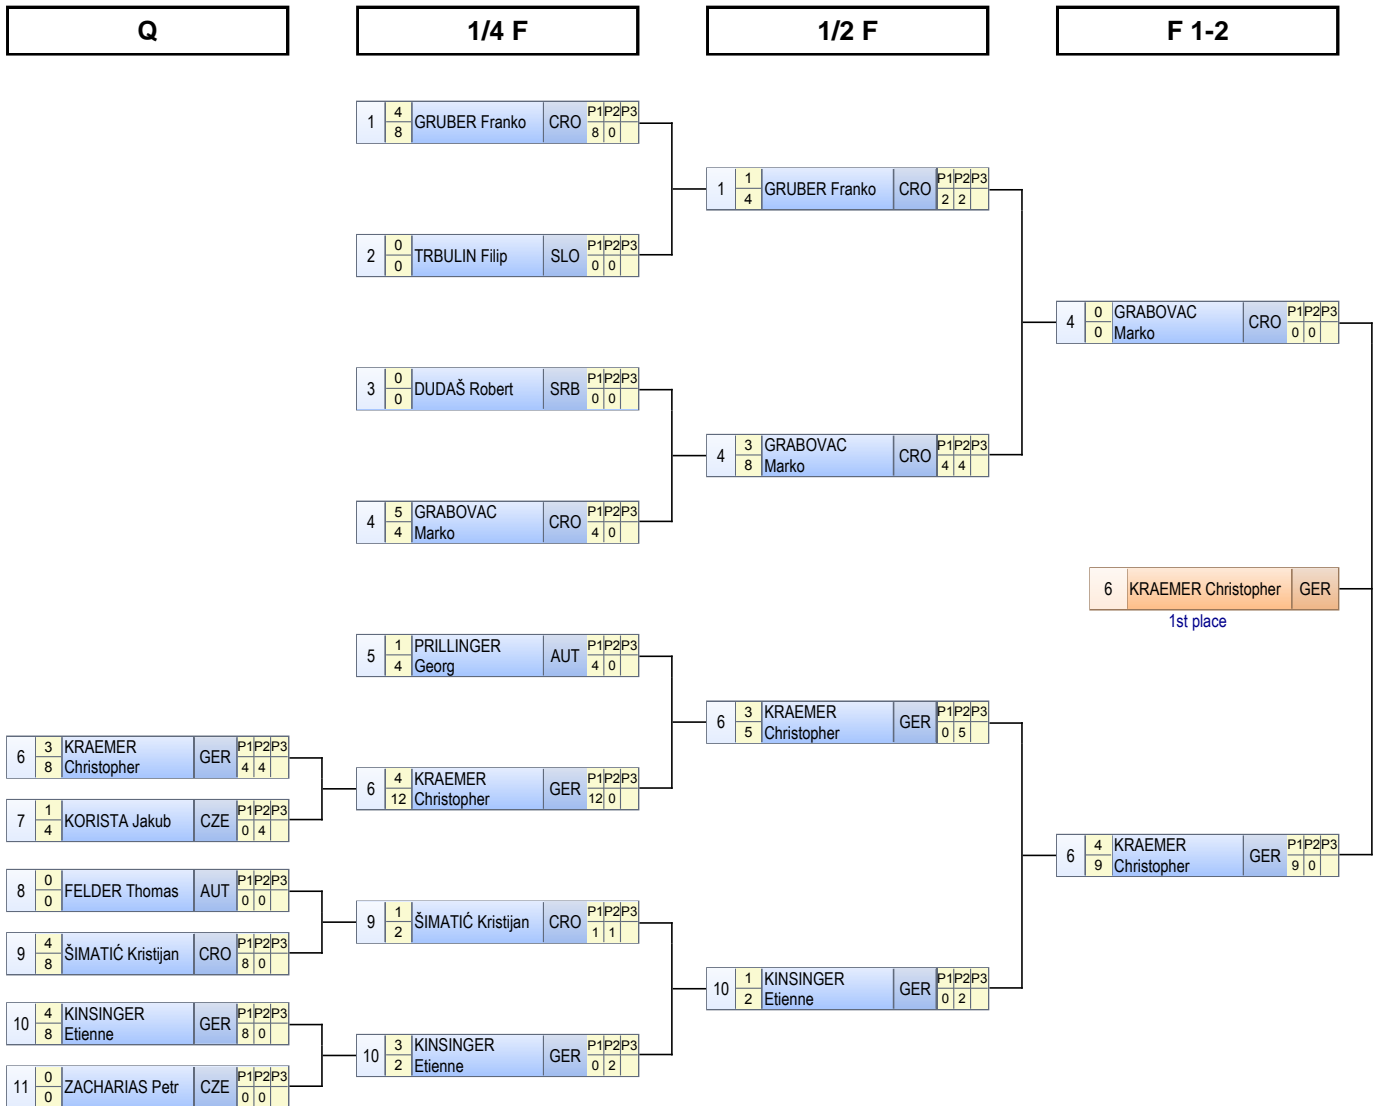 Q
1/4 F
1/2 F
F 1-2
1 4 8 GRUBER Franko CRO P1 P2 P3 8 0
2 0 0 TRBULIN Filip SLO P1 P2 P3 0 0
3 0 0 DUDAŠ Robert SRB P1 P2 P3 0 0
4 5 4 GRABOVAC
Marko CRO P1 P2 P3 4 0
5 1 4 PRILLINGER
Georg AUT P1 P2 P3 4 0
6 3 8 KRAEMER
Christopher GER P1 P2 P3 4 4
7 1 4 KORISTA Jakub CZE P1 P2 P3 0 4
8 0 0 FELDER Thomas AUT P1 P2 P3 0 0
9 4 8 ŠIMATIĆ Kristijan CRO P1 P2 P3 8 0
10 4 8 KINSINGER
Etienne GER P1 P2 P3 8 0
11 0 0 ZACHARIAS Petr CZE P1 P2 P3 0 0
6 4 12 KRAEMER
Christopher GER P1 P2 P3 12 0
9 1 2 ŠIMATIĆ Kristijan CRO P1 P2 P3 1 1
10 3 2 KINSINGER
Etienne GER P1 P2 P3 0 2
1 1 4 GRUBER Franko CRO P1 P2 P3 2 2
4 3 8 GRABOVAC
Marko CRO P1 P2 P3 4 4
6 3 5 KRAEMER
Christopher GER P1 P2 P3 0 5
10 1 2 KINSINGER
Etienne GER P1 P2 P3 0 2
4 0 0 GRABOVAC
Marko CRO P1 P2 P3 0 0
6 KRAEMER Christopher GER
1st place
6 4 9 KRAEMER
Christopher GER P1 P2 P3 9 0